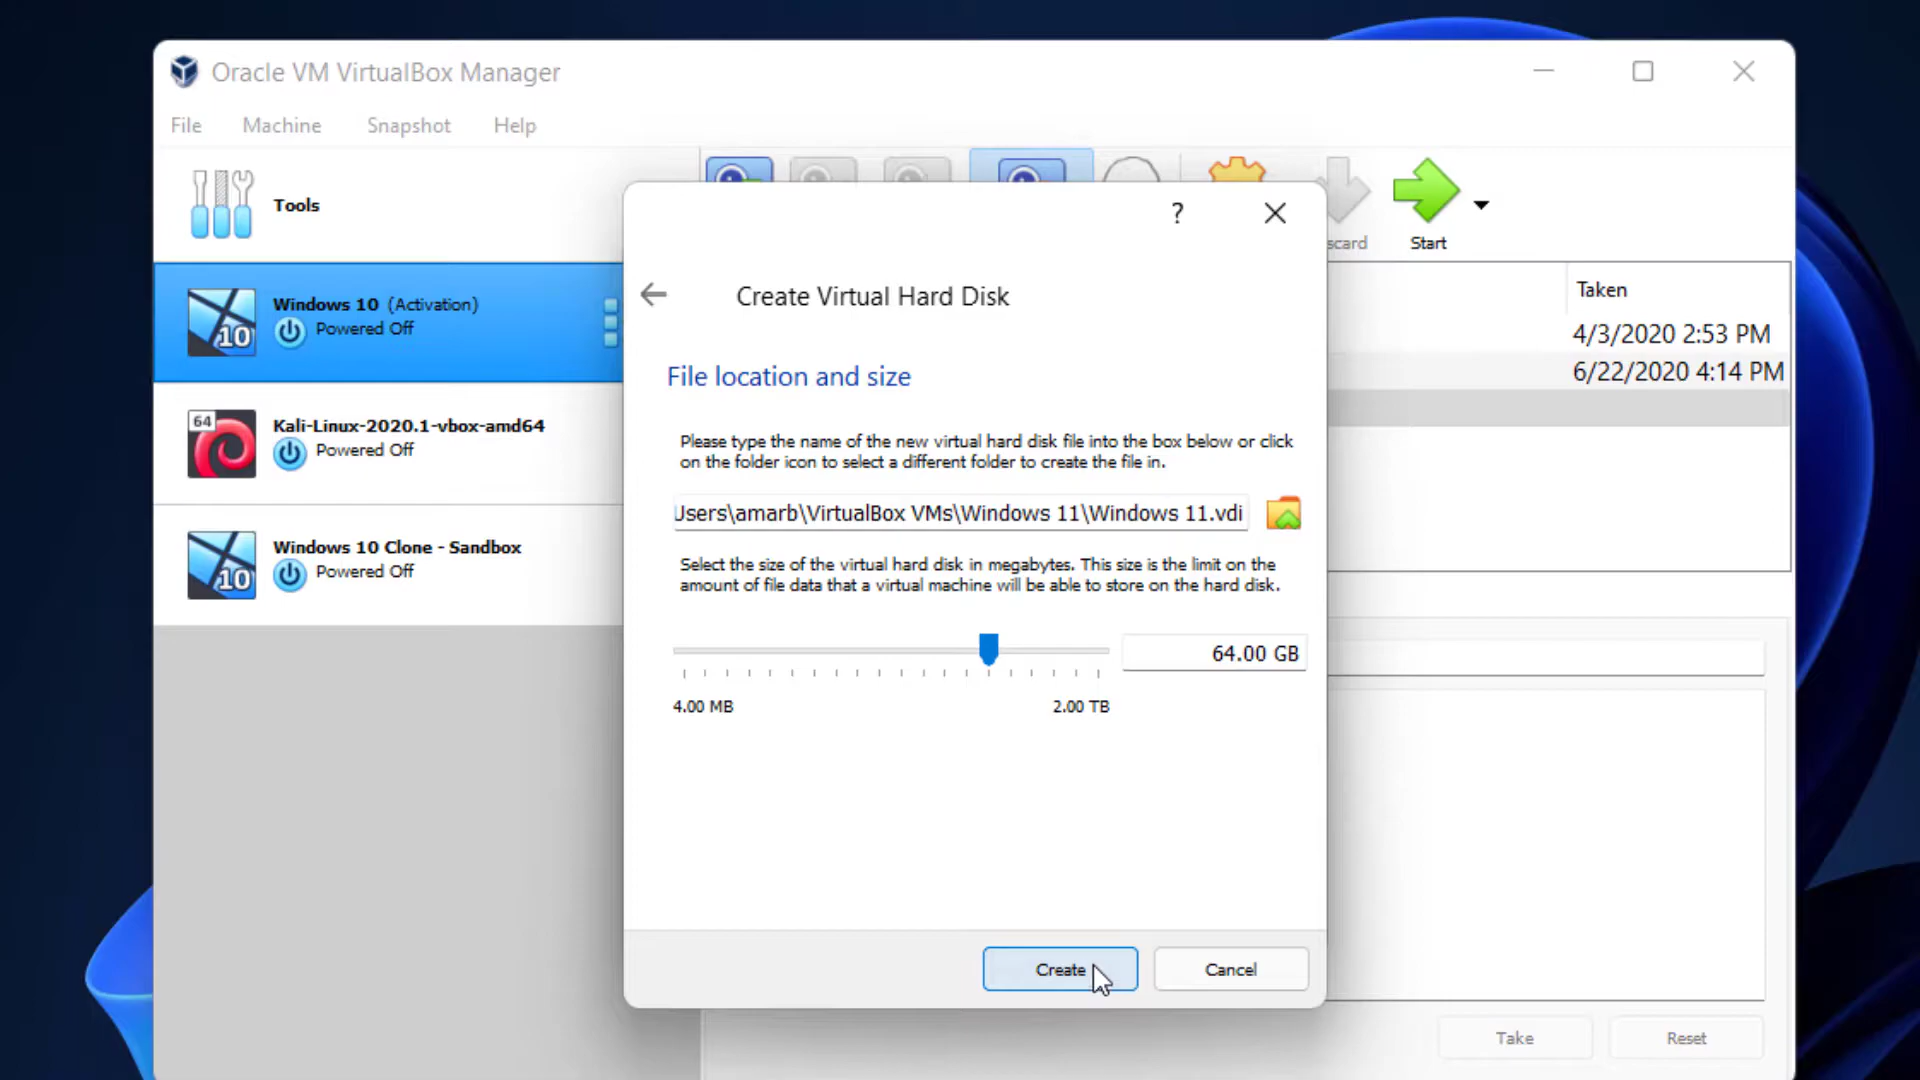 Oracle VM VirtualBox Manager
File Machine Snapshot Help
Tools
Windows 10 (Activation)
Powered Off
64
Kali-Linux-2020.1-vbox-amd64
Powered Off
Windows 10 Clone - Sandbox
Powered Off
10
10
scard
Start
Taken
4/3/2020 2:53 PM
6/22/2020 4:14 PM
?
Create Virtual Hard Disk
File location and size
Please type the name of the new virtual hard disk file into the box below or click
on the folder icon to select a different folder to create the file in.
Users\amarb\VirtualBox VMs\Windows 11\Windows 11.vdi
Select the size of the virtual hard disk in megabytes. This size is the limit on the
amount of file data that a virtual machine will be able to store on the hard disk.
64.00 GB
4.00 MB 2.00 TB
Create Cancel
Take Reset